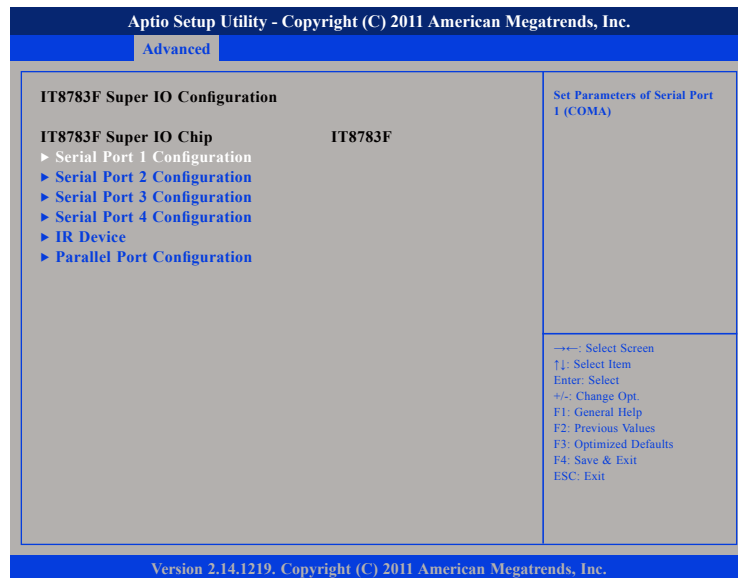 Aptio Setup Utility - Copyright (C) 2011 American Megatrends, Inc.
Advanced
IT8783F Super IO Configuration
IT8783F Super IO Chip IT8783F
► Serial Port 1 Configuration
► Serial Port 2 Configuration
► Serial Port 3 Configuration
► Serial Port 4 Configuration
► IR Device
► Parallel Port Configuration
Set Parameters of Serial Port
1 (COMA)
→←: Select Screen
↑↓: Select Item
Enter: Select
+/-: Change Opt.
F1: General Help
F2: Previous Values
F3: Optimized Defaults
F4: Save & Exit
ESC: Exit
Version 2.14.1219. Copyright (C) 2011 American Megatrends, Inc.